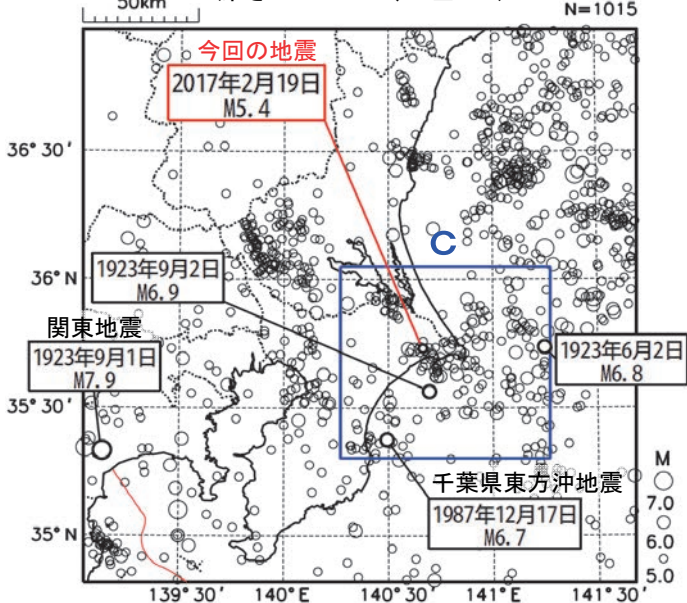 50km
N=1015
今回の地震
2017年2月19日
M5.4
36°30′
C
1923年9月2日
M6.9
36°N
関東地震
1923年9月1日
M7.9
1923年6月2日
M6.8
35°30′
千葉県東方沖地震
1987年12月17日
M6.7
M
7.0
6.0
5.0
35°N
139°30′
140°E
140°30′
141°E
141°30′